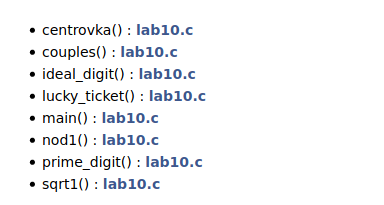 centrovka() : lab10.c
couples() : lab10.c
ideal_digit() : lab10.c
lucky_ticket() : lab10.c
main() : lab10.c
nod1() : lab10.c
prime_digit() : lab10.c
sqrt1() : lab10.c